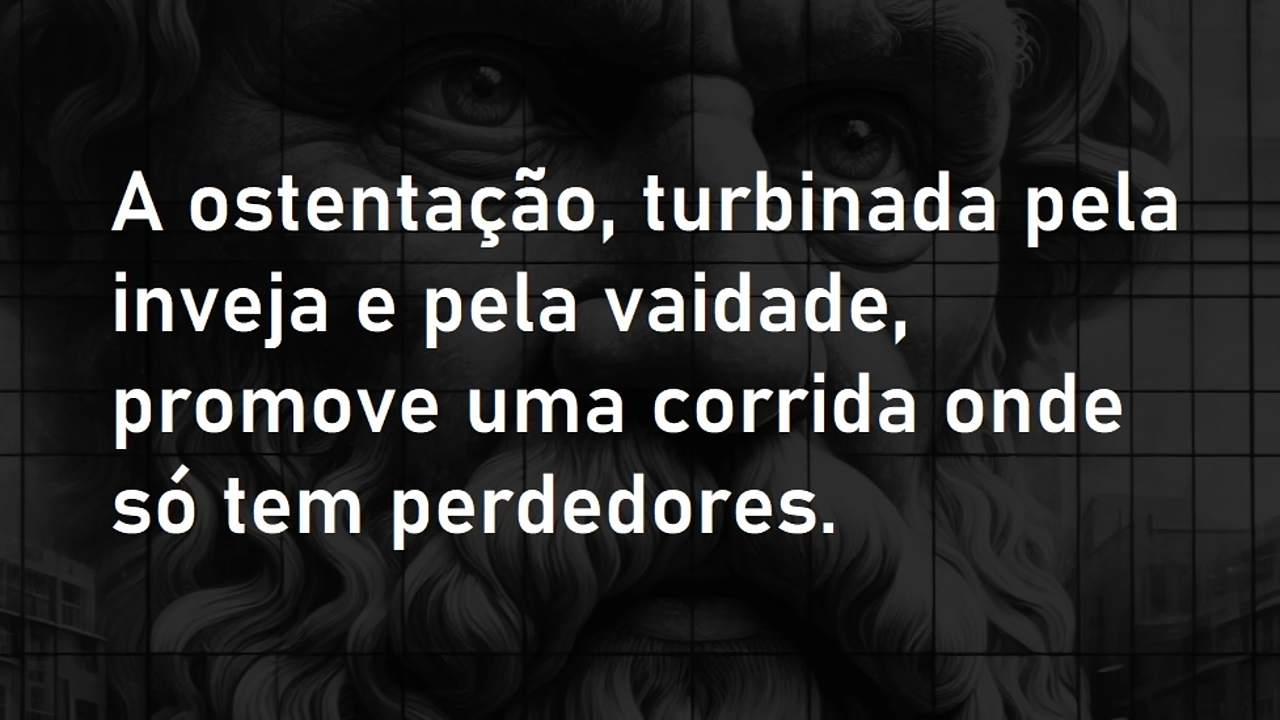 A ostentação, turbinada pela
inveja e pela vaidade,
promove uma corrida onde
só tem perdedores.